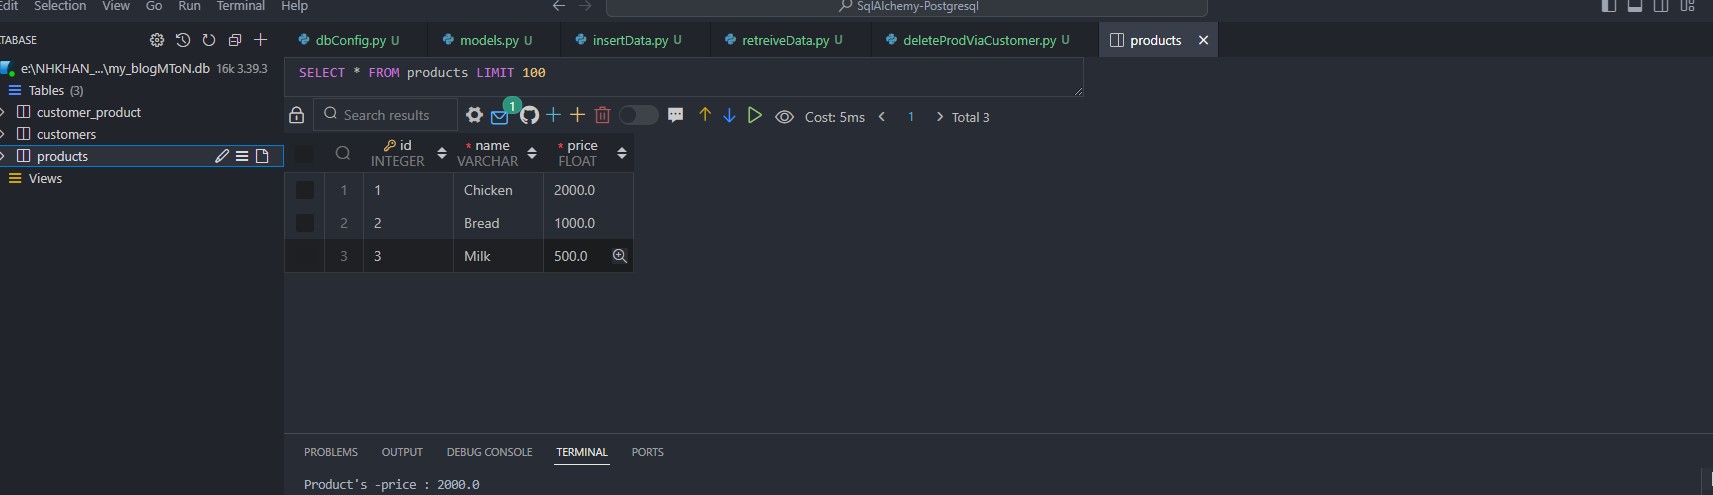 Edit Selection View Go Run Terminal Help
SqlAlchemy-Postgresql
TABASE
dbConfig.py U
models.py U
insertData.py U
retreiveData.py U
deleteProdViaCustomer.py U
products
e:\NHKHAN_...\my_blogMToN.db 16k 3.39.3
Tables (3)
customer_product
customers
products
Views
SELECT * FROM products LIMIT 100
Search results
1
Cost: 5ms
1
Total 3
id * name * price
INTEGER VARCHAR FLOAT
1 1 Chicken 2000.0
2 2 Bread 1000.0
3 3 Milk 500.0
PROBLEMS OUTPUT DEBUG CONSOLE TERMINAL PORTS
Product's -price : 2000.0